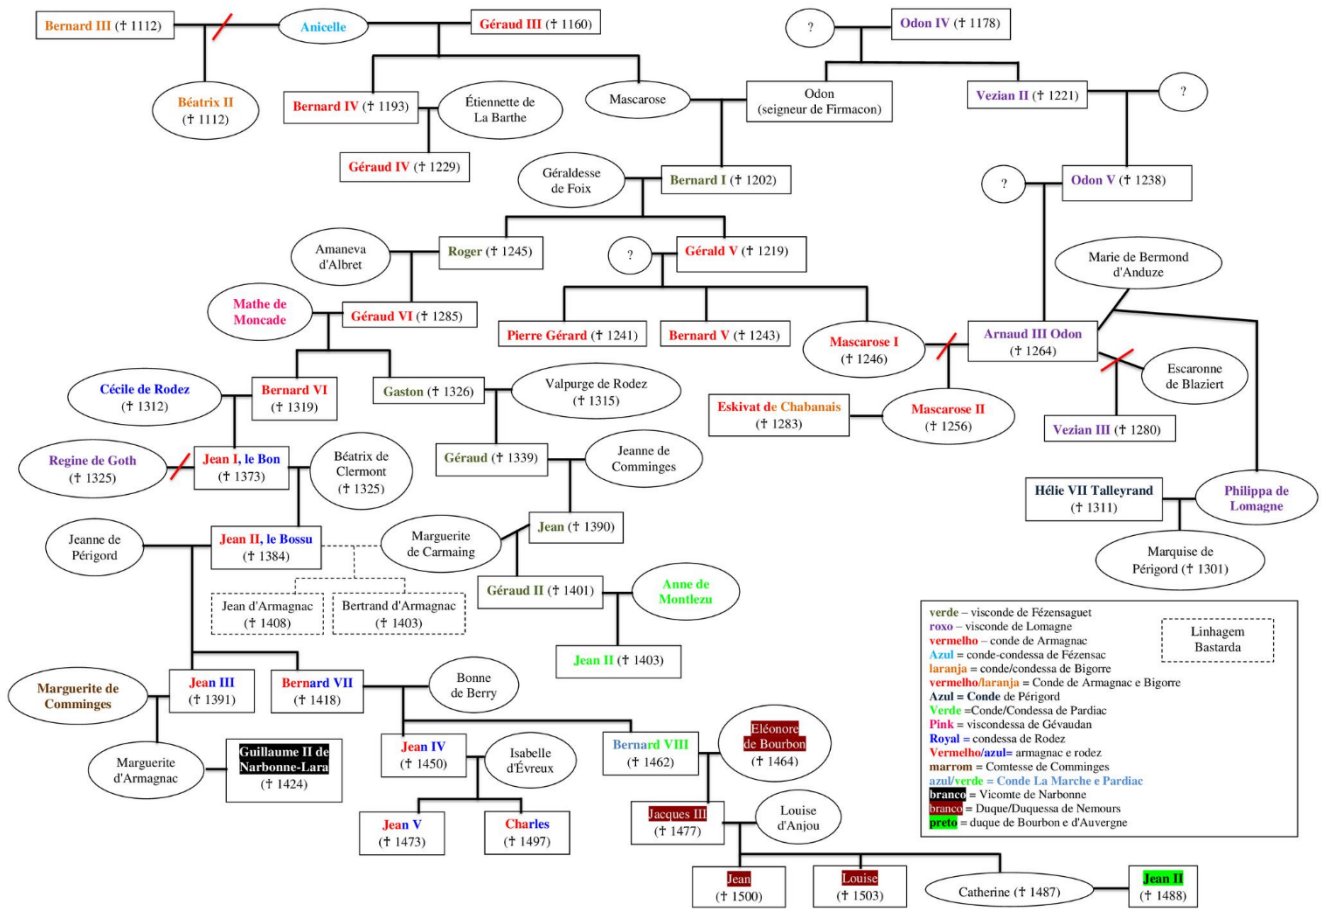 Bernard III († 1112)
Anicelle
Géraud III († 1160)
?
Odon IV († 1178)
Béatrix II
(† 1112)
Bernard IV († 1193)
Étiennette de
La Barthe
Mascarose
Odon
(seigneur de Firmacon)
Vezian II († 1221)
?
Géraud IV († 1229)
Géraldesse
de Foix
Bernard I († 1202)
?
Odon V († 1238)
Amaneva
d'Albret
Roger († 1245)
?
Gérald V († 1219)
Marie de Bermond
d'Anduze
Mathe de
Moncade
Géraud VI († 1285)
Pierre Gérard († 1241)
Bernard V († 1243)
Mascarose I
(† 1246)
Arnaud III Odon
(† 1264)
Escaronne
de Blaziert
Cécile de Rodez
(† 1312)
Bernard VI
(† 1319)
Gaston († 1326)
Valpurge de Rodez
(† 1315)
Eskivat de Chabanais
(† 1283)
Mascarose II
(† 1256)
Vezian III († 1280)
Regine de Goth
(† 1325)
Jean I, le Bon
(† 1373)
Béatrix de
Clermont
(† 1325)
Géraud († 1339)
Jeanne de
Comminges
Hélie VII Talleyrand
(† 1311)
Philippa de
Lomagne
Jeanne de
Périgord
Jean II, le Bossu
(† 1384)
Marguerite
de Carmaing
Jean († 1390)
Marquise de
Périgord († 1301)
Jean d'Armagnac
(† 1408)
Bertrand d'Armagnac
(† 1403)
Géraud II († 1401)
Anne de
Montlezu
Jean II († 1403)
verde – visconde de Fézensaguet
roxo – visconde de Lomagne
vermelho – conde de Armagnac
Azul = conde-condessa de Fézensac
laranja = conde/condessa de Bigorre
vermelho/laranja = Conde de Armagnac e Bigorre
Azul = Conde de Périgord
Verde =Conde/Condessa de Pardiac
Pink = viscondessa de Gévaudan
Royal = condessa de Rodez
Vermelho/azul= armagnac e rodez
marrom = Comtesse de Comminges
azul/verde = Conde La Marche e Pardiac
branco = Vicomte de Narbonne
branco = Duque/Duquessa de Nemours
preto = duque de Bourbon e d'Auvergne
Linhagem
Bastarda
Marguerite de
Comminges
Jean III
(† 1391)
Bernard VII
(† 1418)
Bonne
de Berry
Marguerite
d'Armagnac
Guillaume II de
Narbonne-Lara
(† 1424)
Jean IV
(† 1450)
Isabelle
d'Évreux
Bernard VIII
(† 1462)
Eléonore
de Bourbon
(† 1464)
Jean V
(† 1473)
Charles
(† 1497)
Jacques III
(† 1477)
Louise
d'Anjou
Jean
(† 1500)
Louise
(† 1503)
Catherine († 1487)
Jean II
(† 1488)